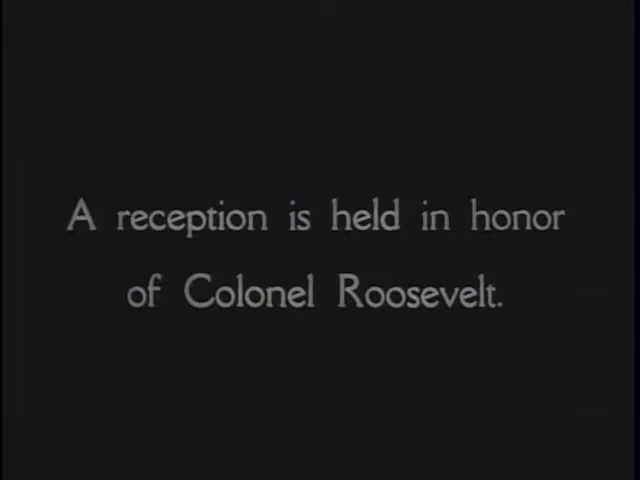 A reception is held in honor
of Colonel Roosevelt.